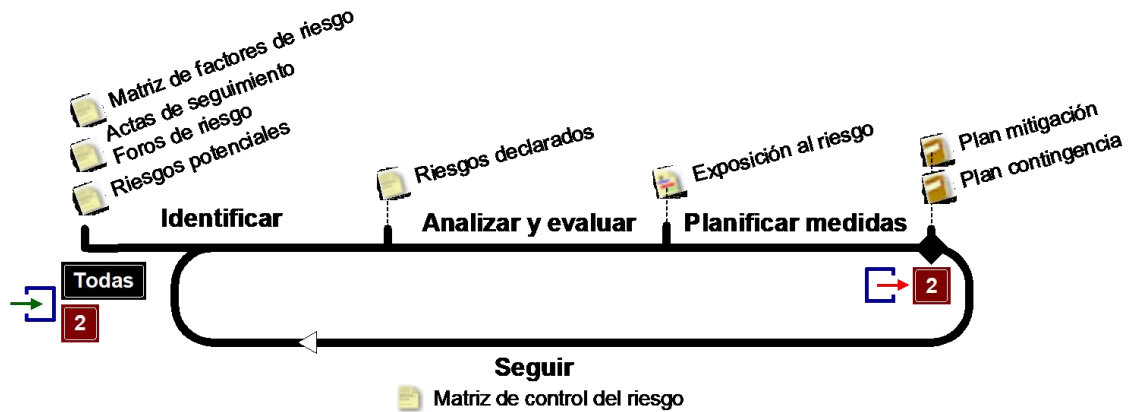 Matriz de factores de riesgo
Actas de seguimiento
Foros de riesgo
Riesgos potenciales
Riesgos declarados
Exposición al riesgo
Plan mitigación
Plan contingencia
Identificar
Analizar y evaluar
Planificar medidas
Todas
2
2
Seguir
Matriz de control del riesgo